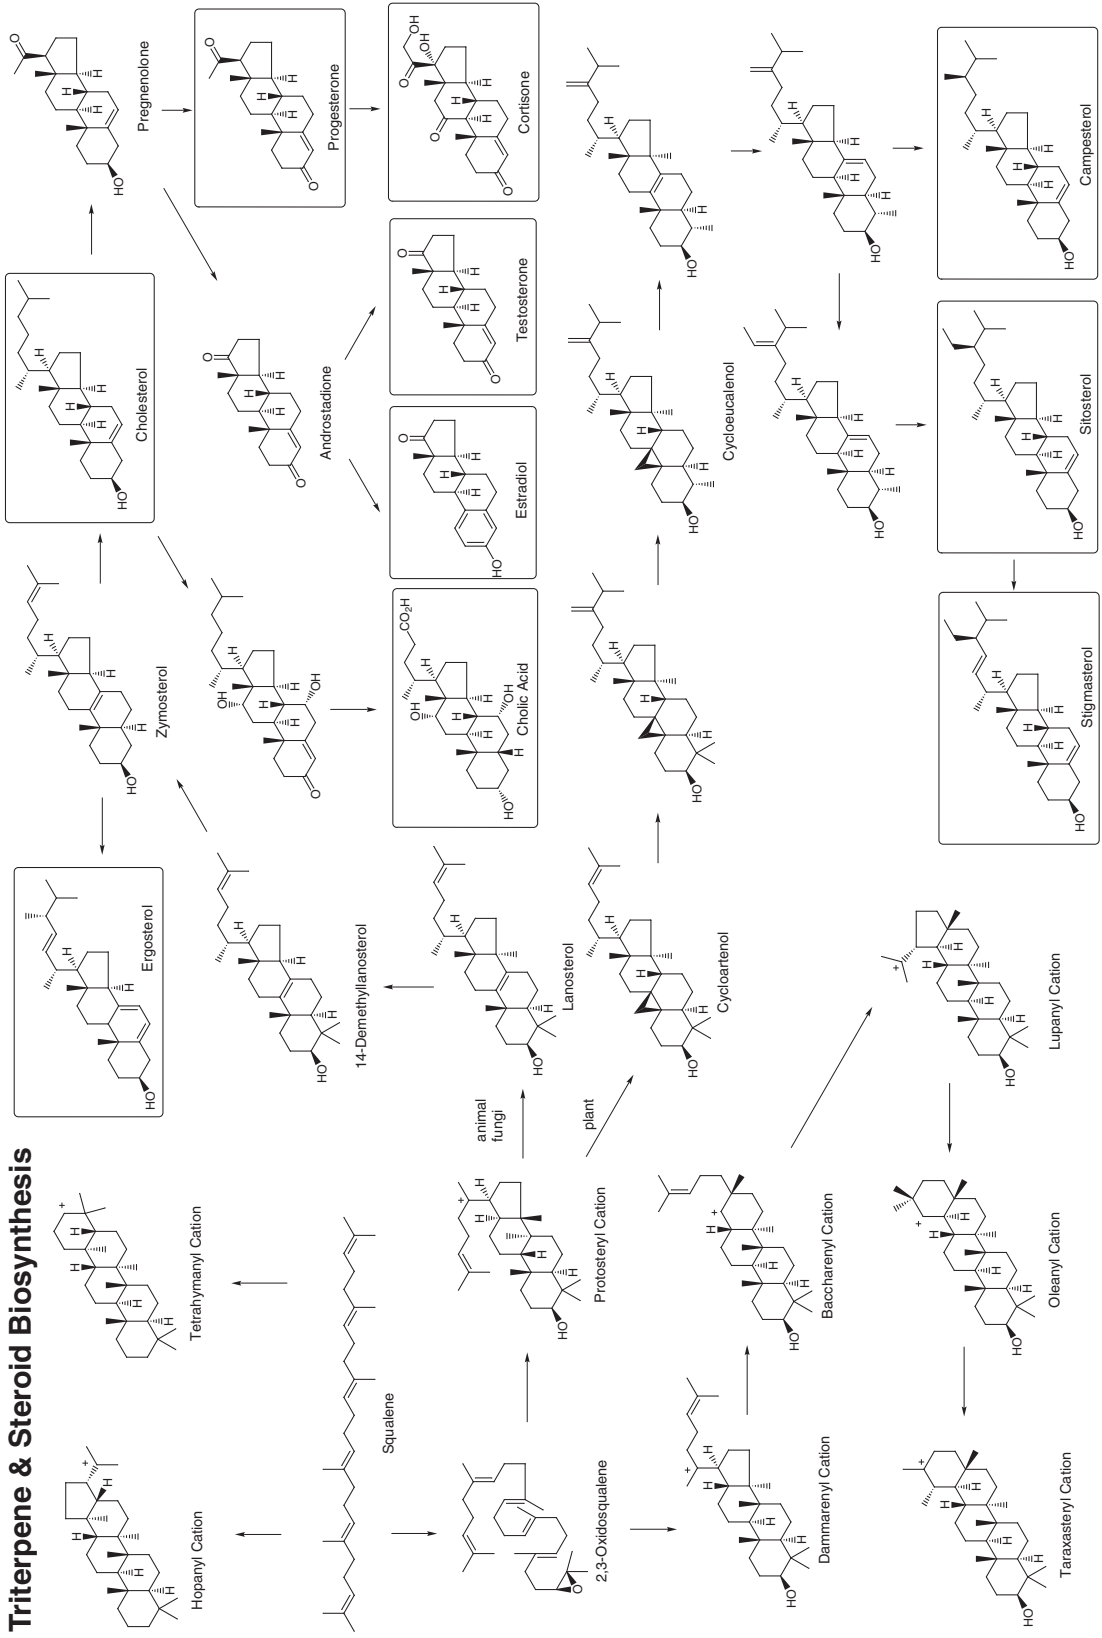 Triterpene & Steroid Biosynthesis
Ergosterol
Zymosterol
Cholesterol
Pregnenolone
Hopanyl Cation
Tetrahymanyl Cation
14-Demethyllanosterol
Androstadione
Progesterone
Squalene
CO₂H
animal
fungi
Lanosterol
Cholic Acid
Estradiol
Testosterone
Cortisone
plant
2,3-Oxidosqualene
Protosteryl Cation
Cycloartenol
Cycloeucalenol
Dammarenyl Cation
Baccharenyl Cation
Taraxasteryl Cation
Oleanyl Cation
Lupanyl Cation
Stigmasterol
Sitosterol
Campesterol